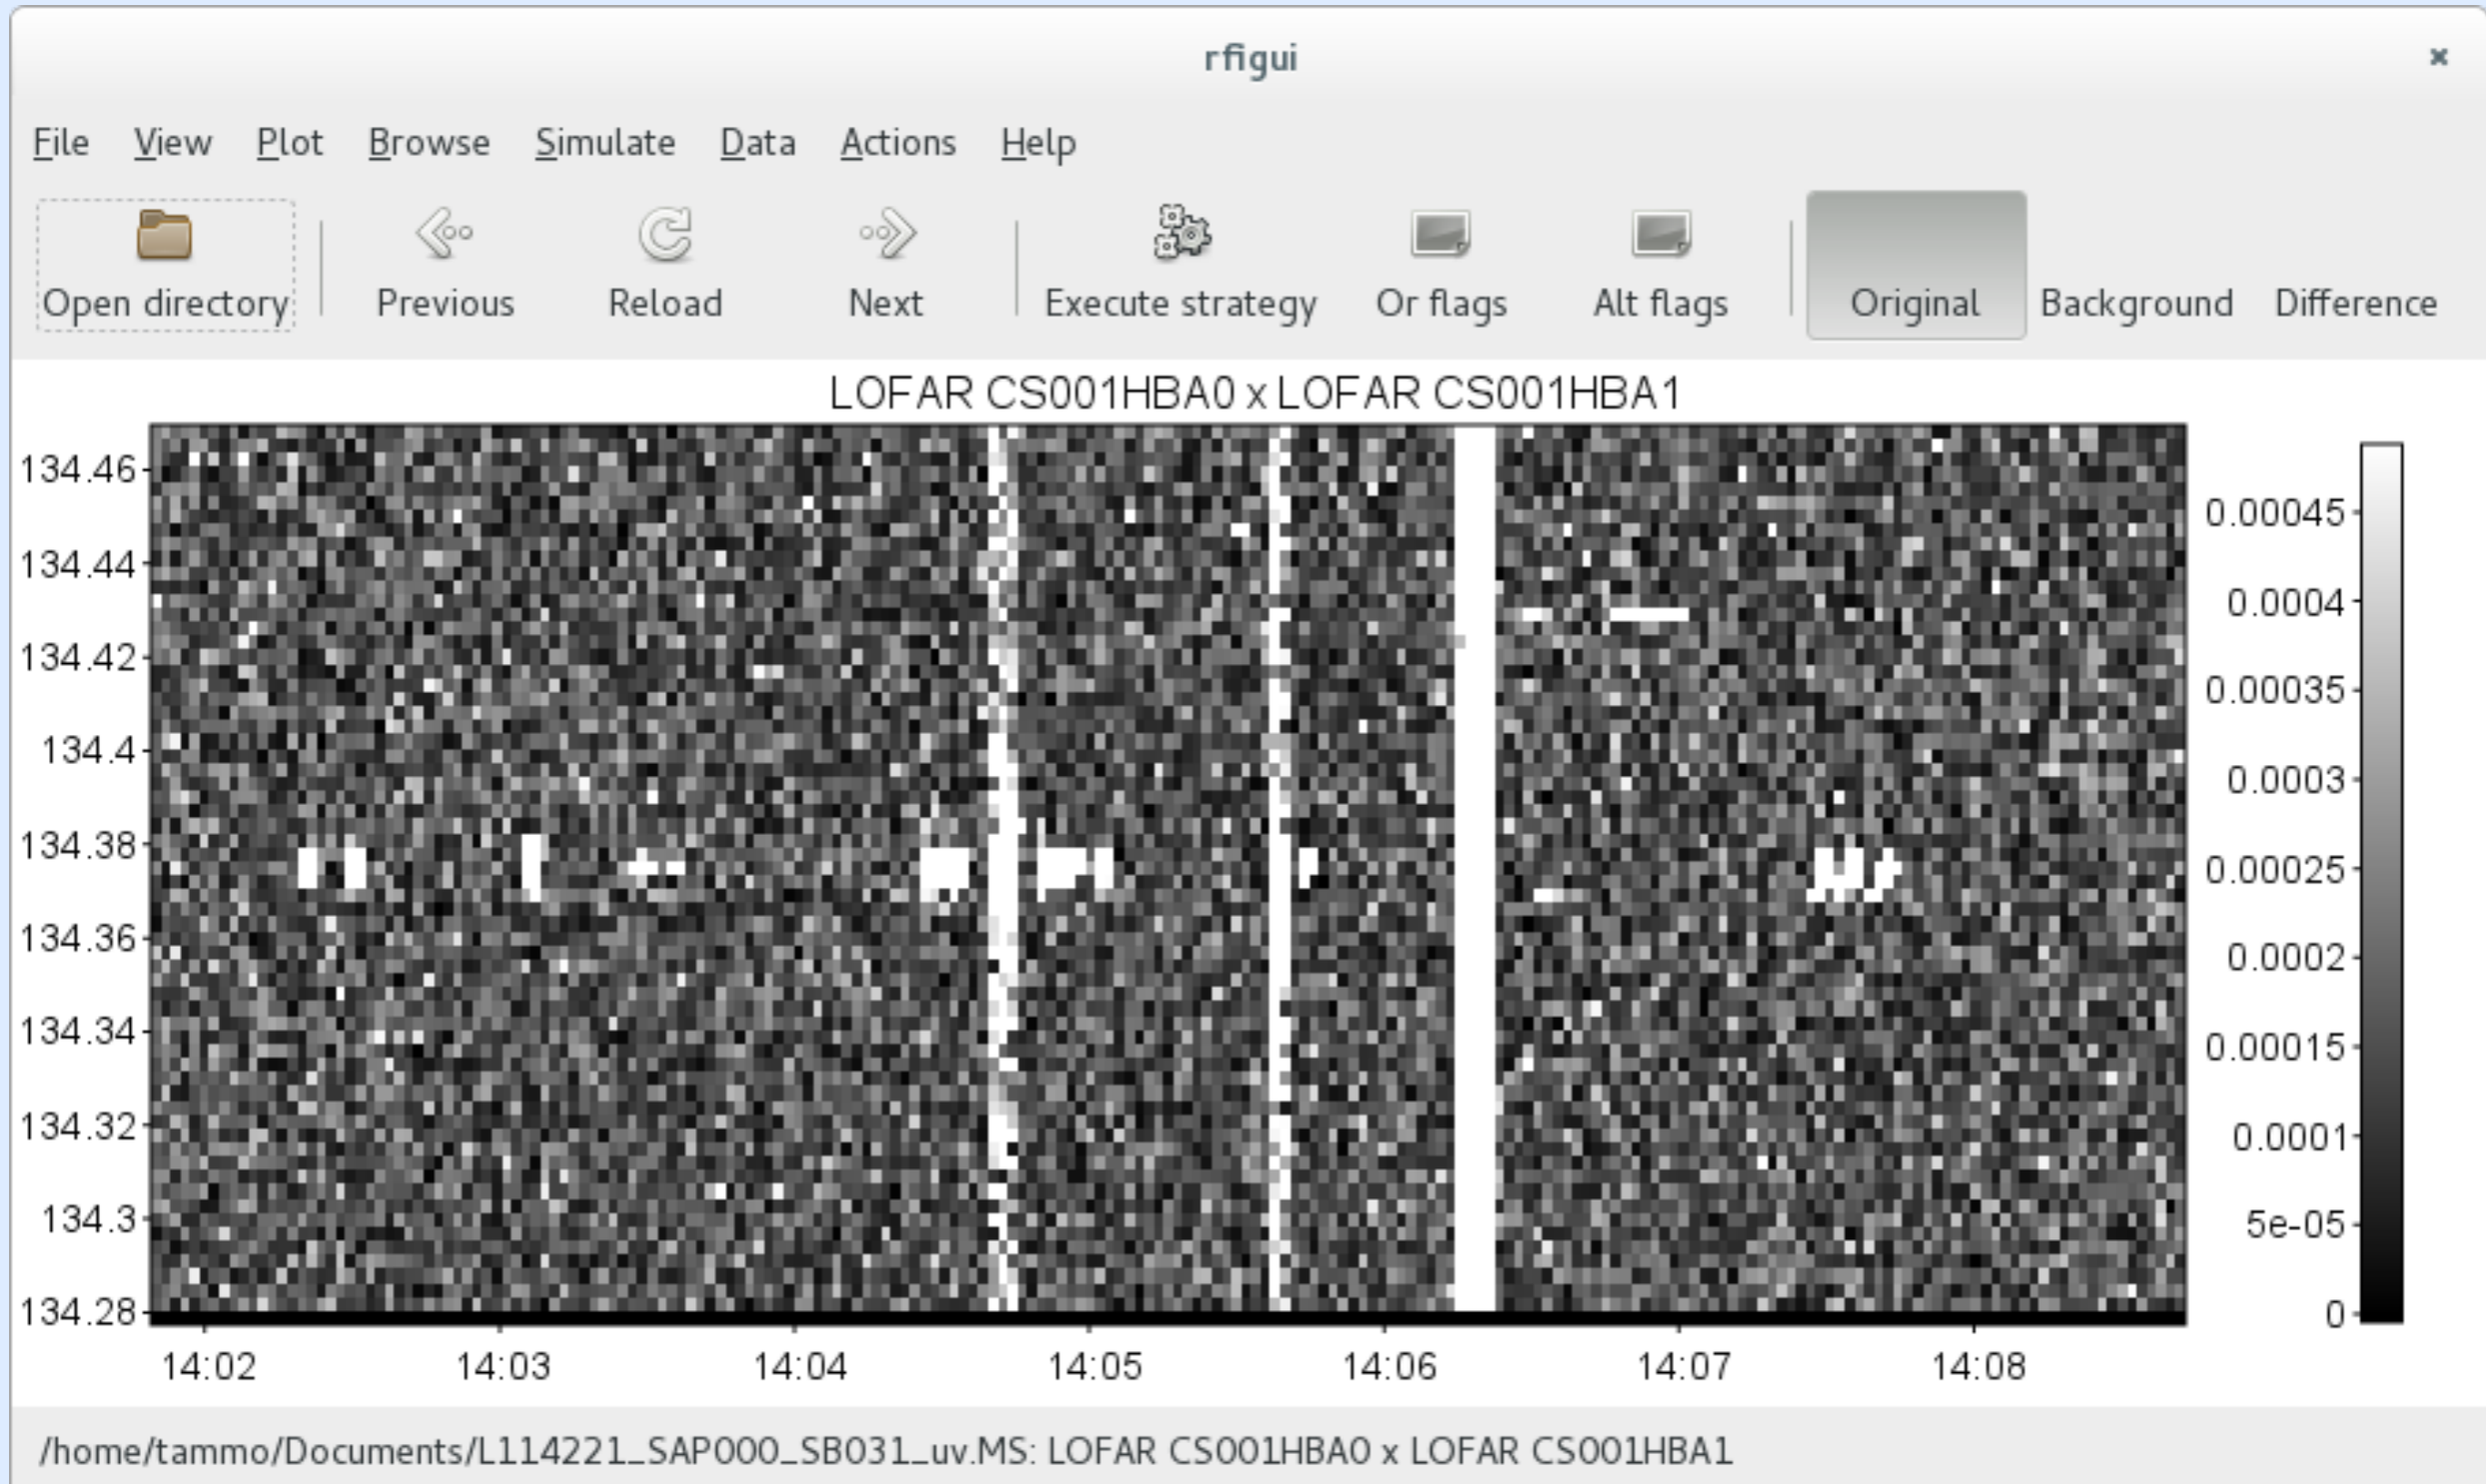 rfigui
File View Plot Browse Simulate Data Actions Help
Open directory Previous Reload Next Execute strategy Or flags Alt flags Original Background Difference
LOFAR CS001HBA0 x LOFAR CS001HBA1
134.46
134.44
134.42
134.4
134.38
134.36
134.34
134.32
134.3
134.28
0.00045
0.0004
0.00035
0.0003
0.00025
0.0002
0.00015
0.0001
5e-05
0
14:02 14:03 14:04 14:05 14:06 14:07 14:08
/home/tammo/Documents/L114221_SAP000_SB031_uv.MS: LOFAR CS001HBA0 x LOFAR CS001HBA1